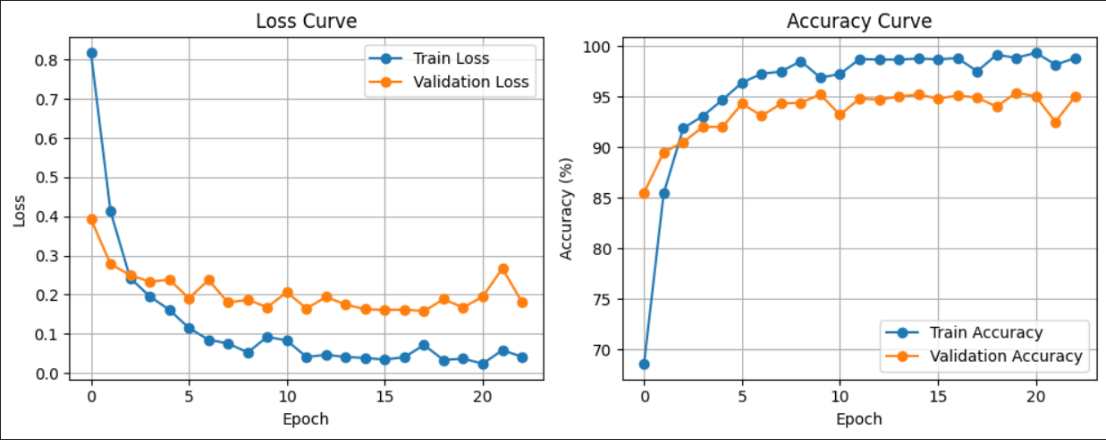 Loss Curve
Train Loss
Validation Loss
0.8
0.7
0.6
0.5
0.4
0.3
0.2
0.1
0.0
Loss
0 5 10 15 20
Epoch
Accuracy Curve
100
95
90
85
80
75
70
Accuracy (%)
Train Accuracy
Validation Accuracy
0 5 10 15 20
Epoch